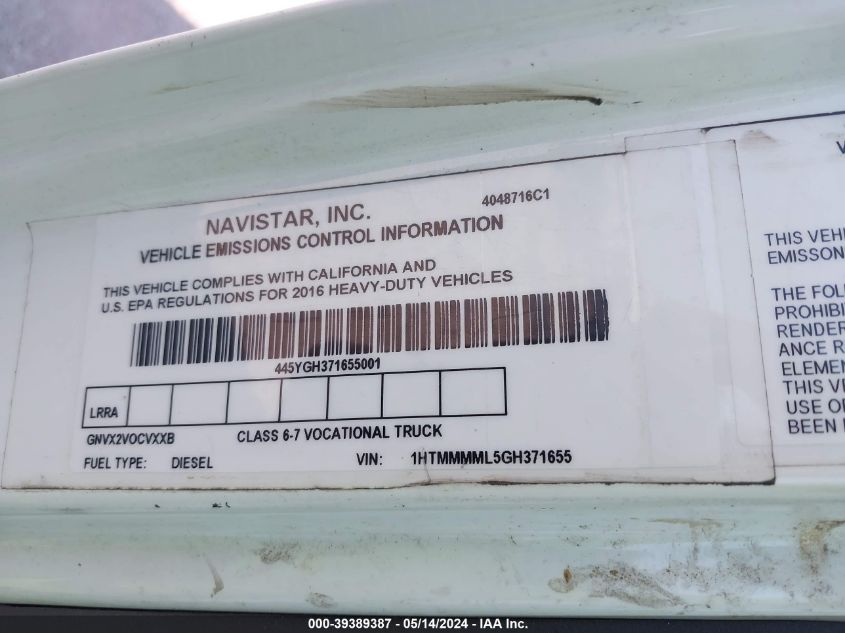 4048716C1
NAVISTAR, INC.
VEHICLE EMISSIONS CONTROL INFORMATION
THIS VEHICLE COMPLIES WITH CALIFORNIA AND
U.S. EPA REGULATIONS FOR 2016 HEAVY-DUTY VEHICLES
445YGH371655001
LRRA
GNVX2VOCVXXB CLASS 6-7 VOCATIONAL TRUCK
FUEL TYPE: DIESEL VIN: 1HTMMMML5GH371655
V
THIS VEHI
EMISSON
THE FOL
PROHIBI
RENDER
ANCE R
ELEMEN
THIS V
USE O
BEEN
000-39389387 - 05/14/2024 - IAA Inc.